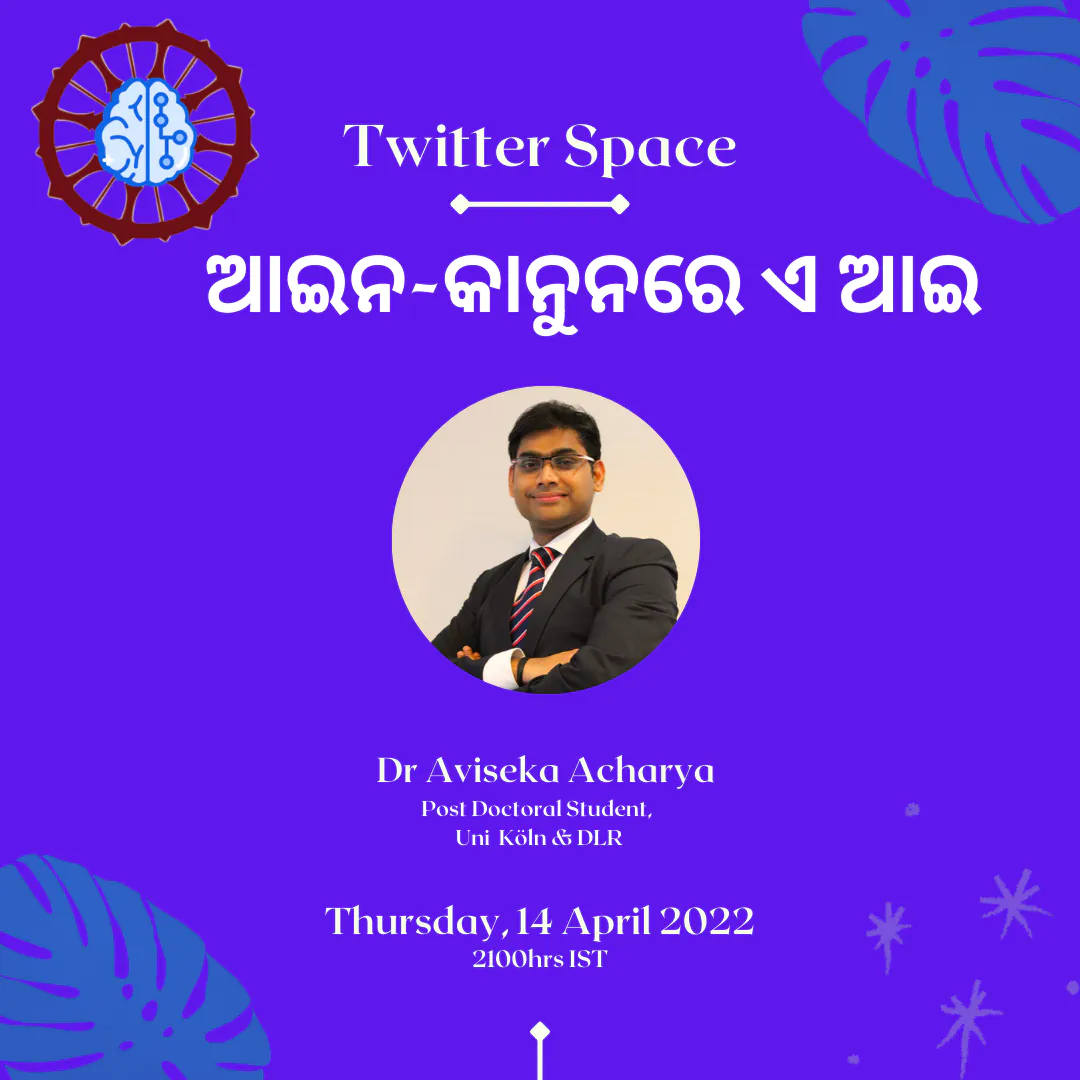 Twitter Space
ଆଇନ-କାନୁନରେ ଏ ଆଇ
Dr Aviseka Acharya
Post Doctoral Student,
Uni Köln & DLR
Thursday, 14 April 2022
2100hrs IST